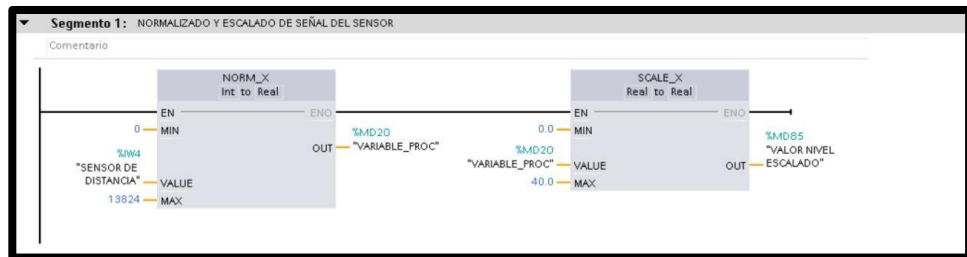 Segmento 1: NORMALIZADO Y ESCALADO DE SEÑAL DEL SENSOR
Comentario
NORM_X
Int to Real
EN
ENO
0
MIN
%MD20
"VARIABLE_PROC"
OUT
%IW4
"SENSOR DE
DISTANCIA"
VALUE
13824
MAX
SCALE_X
Real to Real
EN
ENO
0.0
MIN
%MD20
"VARIABLE_PROC"
VALUE
40.0
MAX
%MD85
"VALOR NIVEL
ESCALADO"
OUT